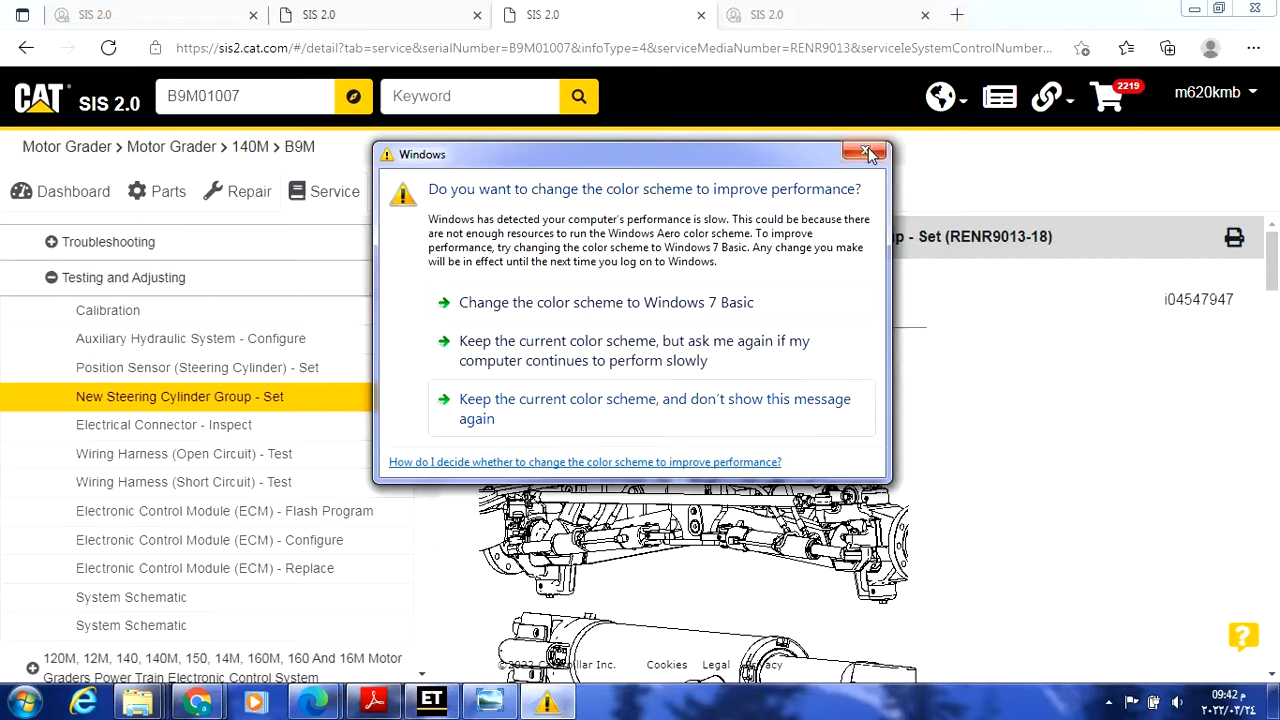 SIS 2.0
SIS 2.0
SIS 2.0
SIS 2.0
https://sis2.cat.com/#/detail?tab=service&serialNumber=B9M01007&infoType=4&serviceMediaNumber=RENR9013&serviceIeSystemControlNumber...
CAT SIS 2.0
B9M01007
Keyword
2219
m620kmb
Motor Grader > Motor Grader > 140M > B9M
Dashboard
Parts
Repair
Service
Troubleshooting
Testing and Adjusting
Calibration
Auxiliary Hydraulic System - Configure
Position Sensor (Steering Cylinder) - Set
New Steering Cylinder Group - Set
Electrical Connector - Inspect
Wiring Harness (Open Circuit) - Test
Wiring Harness (Short Circuit) - Test
Electronic Control Module (ECM) - Flash Program
Electronic Control Module (ECM) - Configure
Electronic Control Module (ECM) - Replace
System Schematic
System Schematic
120M, 12M, 140, 140M, 150, 14M, 160M, 160 And 16M Motor
Graders Power Train Electronic Control System
p - Set (RENR9013-18)
i04547947
Windows
Do you want to change the color scheme to improve performance?
Windows has detected your computer's performance is slow. This could be because there
are not enough resources to run the Windows Aero color scheme. To improve
performance, try changing the color scheme to Windows 7 Basic. Any change you make
will be in effect until the next time you log on to Windows.
Change the color scheme to Windows 7 Basic
Keep the current color scheme, but ask me again if my
computer continues to perform slowly
Keep the current color scheme, and don't show this message
again
How do I decide whether to change the color scheme to improve performance?
Cookies
Legal
ET
09:42 م
٢٠٢٢/٠٣/٢٤